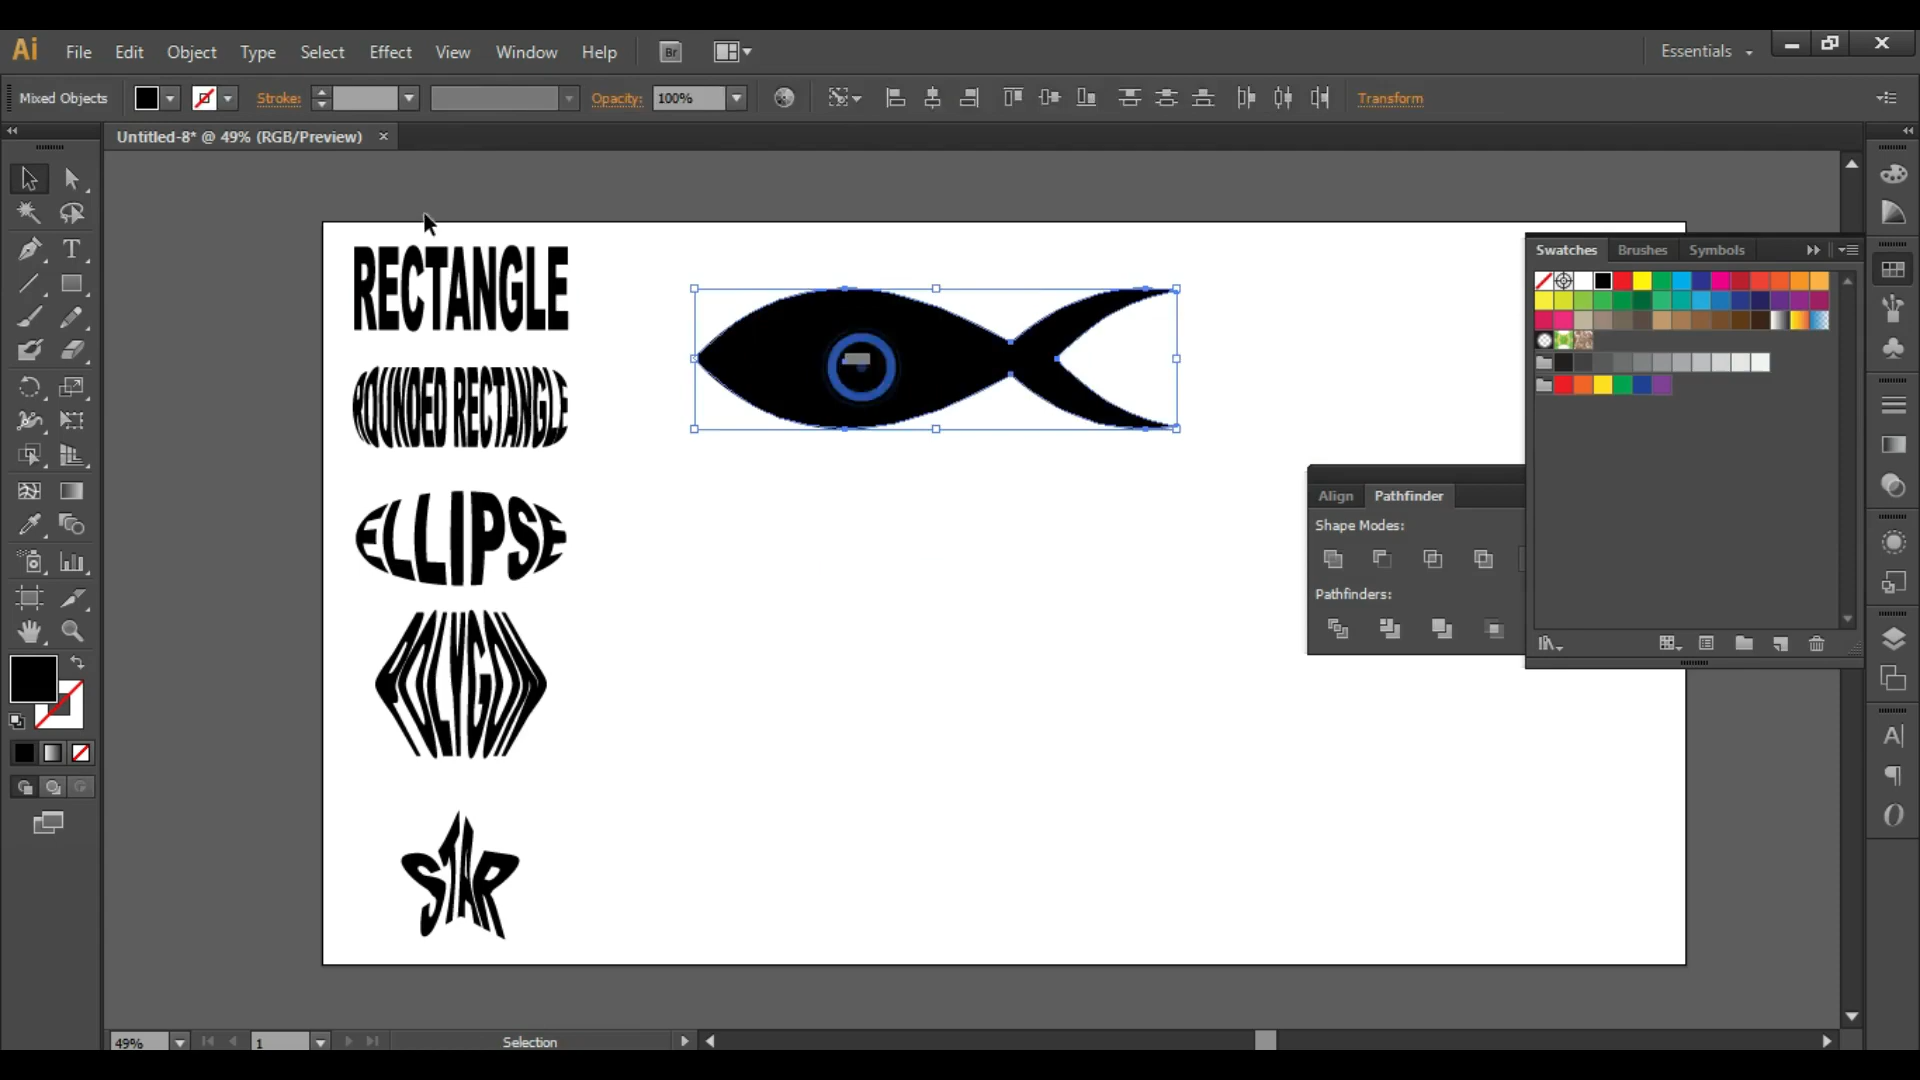 Ai File Edit Object Type Select Effect View Window Help Br Essentials
Mixed Objects Stroke: Opacity: 100% Transform
Untitled-8* @ 49% (RGB/Preview)
RECTANGLE
ROUNDED RECTANGLE
ELLIPSE
POLYGON
STAR
Swatches Brushes Symbols
Align Pathfinder
Shape Modes:
Pathfinders:
49% 1 Selection